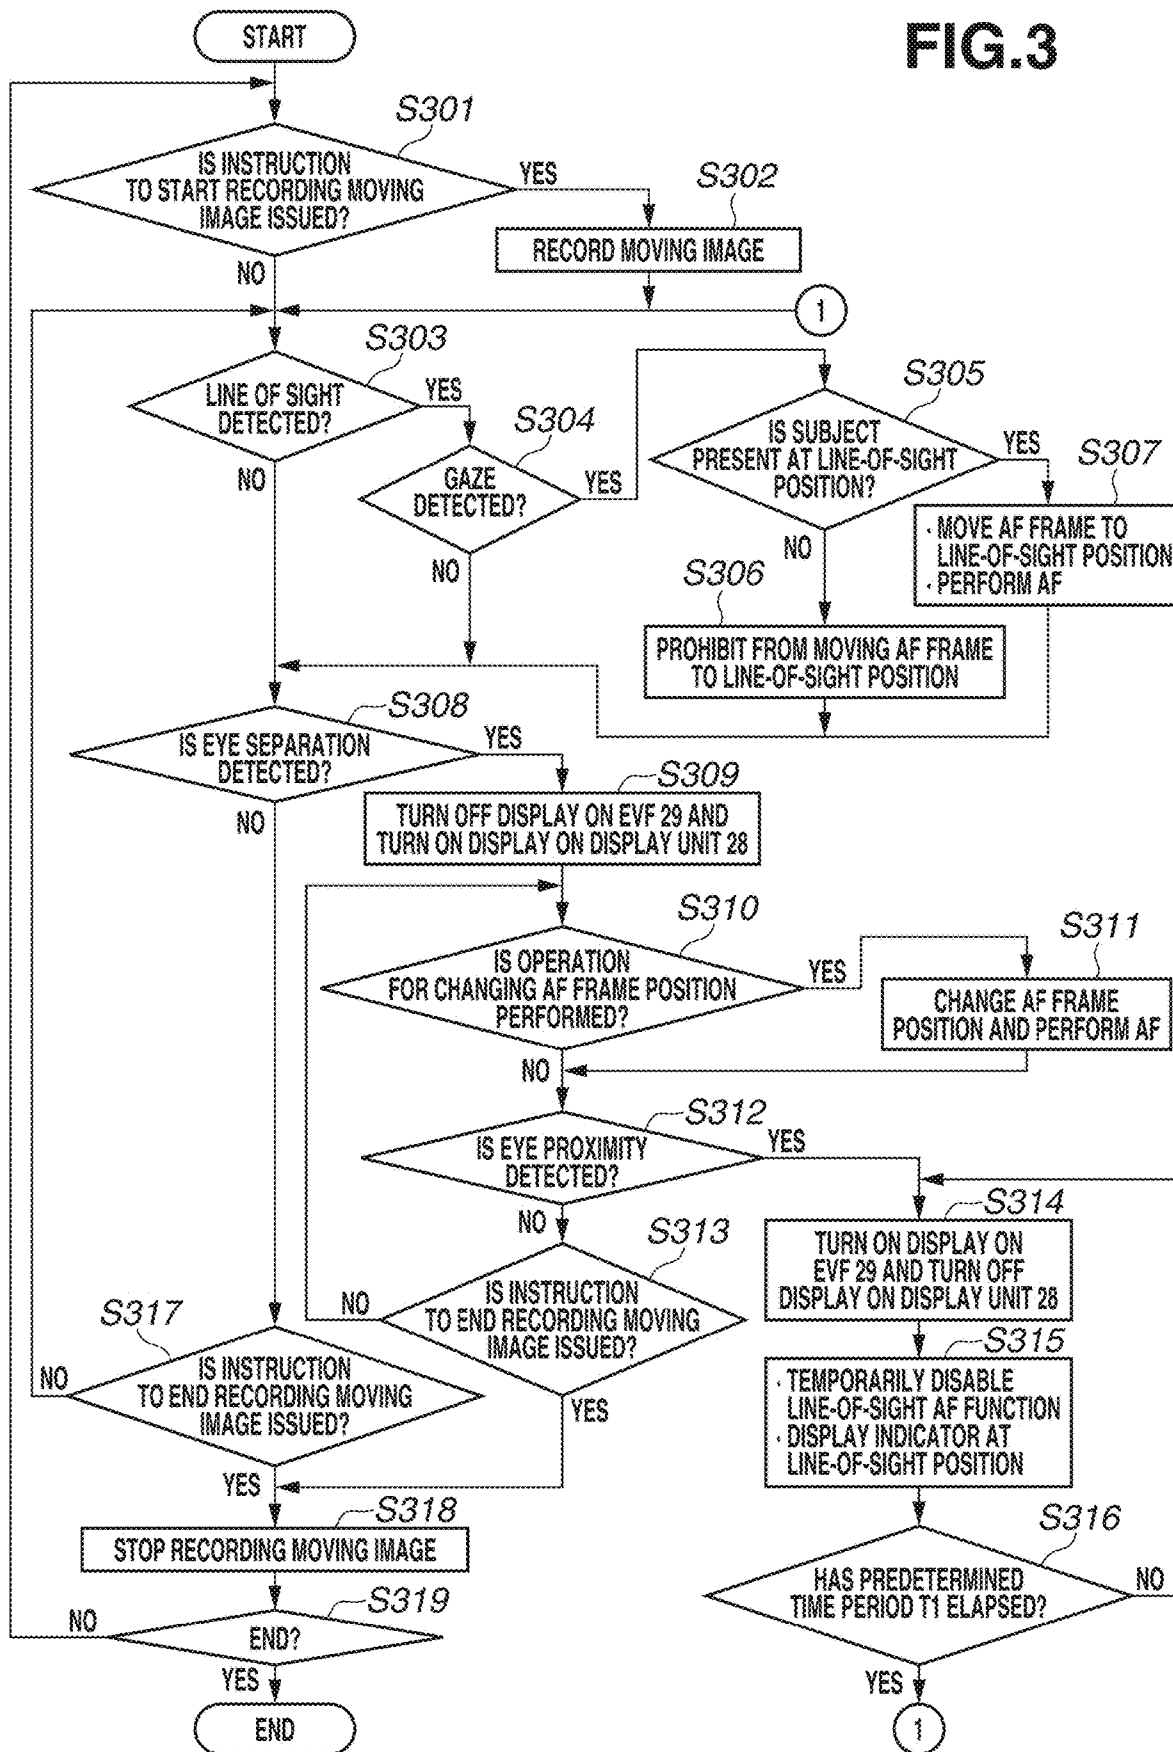 FIG.3
START
S301
IS INSTRUCTION
TO START RECORDING MOVING
IMAGE ISSUED?
YES
NO
S302
RECORD MOVING IMAGE
1
S303
LINE OF SIGHT
DETECTED?
YES
NO
S304
GAZE
DETECTED?
YES
NO
S305
IS SUBJECT
PRESENT AT LINE-OF-SIGHT
POSITION?
YES
NO
S307
· MOVE AF FRAME TO
LINE-OF-SIGHT POSITION
· PERFORM AF
S306
PROHIBIT FROM MOVING AF FRAME
TO LINE-OF-SIGHT POSITION
S308
IS EYE SEPARATION
DETECTED?
YES
NO
S309
TURN OFF DISPLAY ON EVF 29 AND
TURN ON DISPLAY ON DISPLAY UNIT 28
S310
IS OPERATION
FOR CHANGING AF FRAME POSITION
PERFORMED?
YES
NO
S311
CHANGE AF FRAME
POSITION AND PERFORM AF
S312
IS EYE PROXIMITY
DETECTED?
YES
NO
S313
IS INSTRUCTION
TO END RECORDING MOVING
IMAGE ISSUED?
NO
YES
S314
TURN ON DISPLAY ON
EVF 29 AND TURN OFF
DISPLAY ON DISPLAY UNIT 28
S315
· TEMPORARILY DISABLE
LINE-OF-SIGHT AF FUNCTION
· DISPLAY INDICATOR AT
LINE-OF-SIGHT POSITION
S316
HAS PREDETERMINED
TIME PERIOD T1 ELAPSED?
NO
YES
1
S317
IS INSTRUCTION
TO END RECORDING MOVING
IMAGE ISSUED?
NO
YES
S318
STOP RECORDING MOVING IMAGE
S319
END?
NO
YES
END